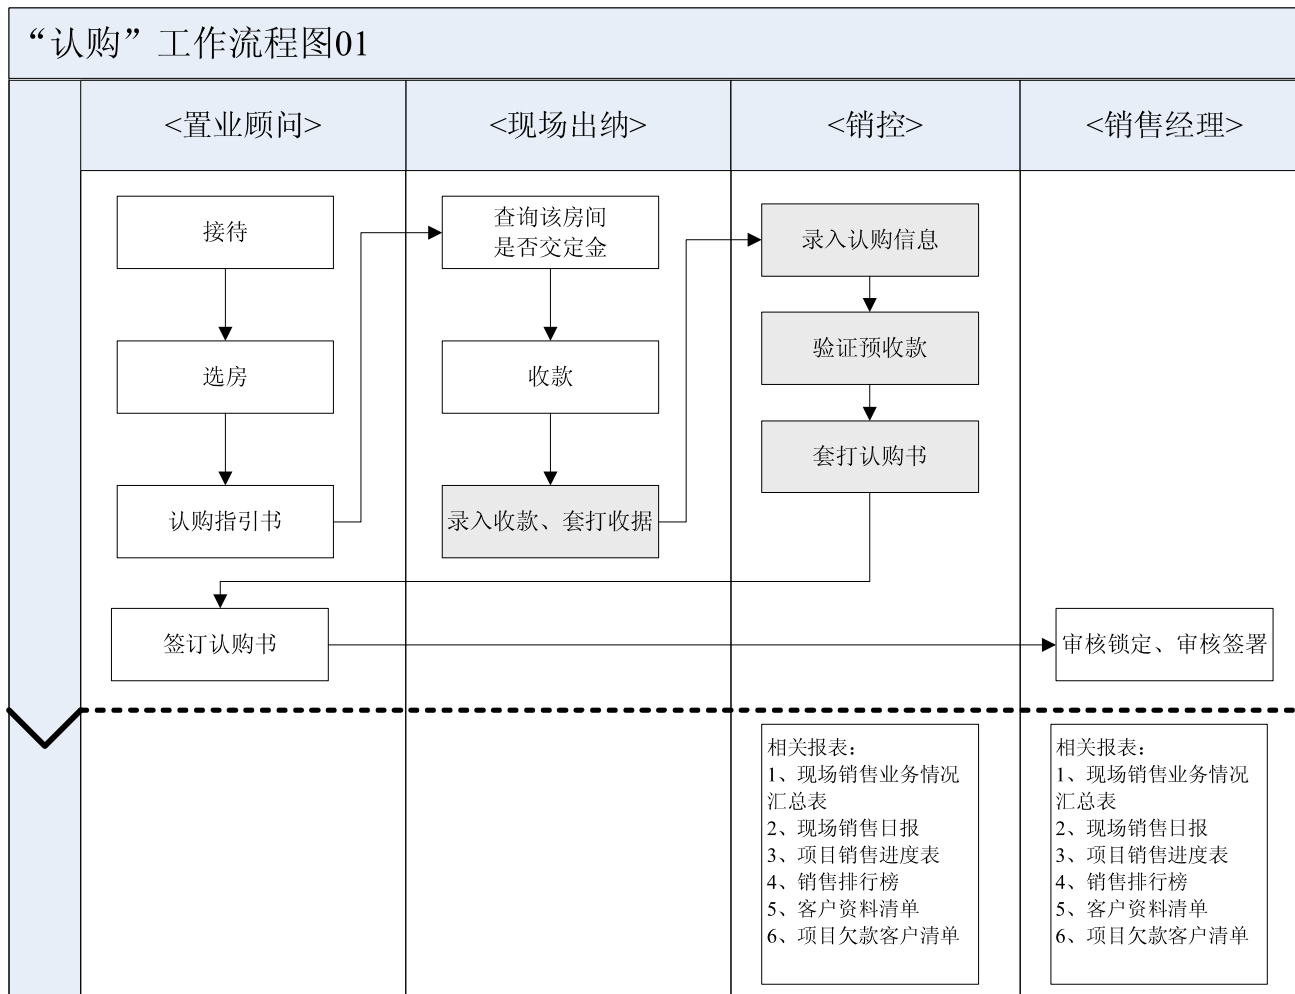 “认购”工作流程图01
<置业顾问>
<现场出纳>
<销控>
<销售经理>
接待
选房
认购指引书
签订认购书
查询该房间
是否交定金
收款
录入收款、套打收据
录入认购信息
验证预收款
套打认购书
审核锁定、审核签署
相关报表：
1、现场销售业务情况
汇总表
2、现场销售日报
3、项目销售进度表
4、销售排行榜
5、客户资料清单
6、项目欠款客户清单
相关报表：
1、现场销售业务情况
汇总表
2、现场销售日报
3、项目销售进度表
4、销售排行榜
5、客户资料清单
6、项目欠款客户清单